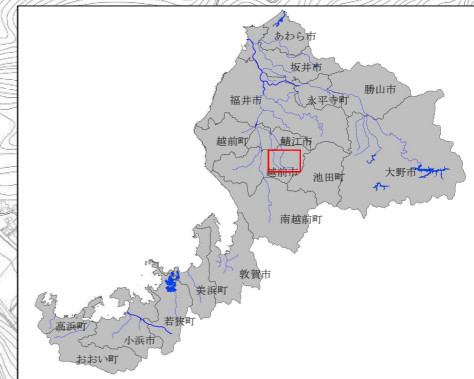 あわら市
坂井市
勝山市
福井市
永平寺町
越前町
鯖江市
越前市
池田町
大野市
南越前町
敦賀市
美浜町
若狭町
高浜町
小浜市
おおい町